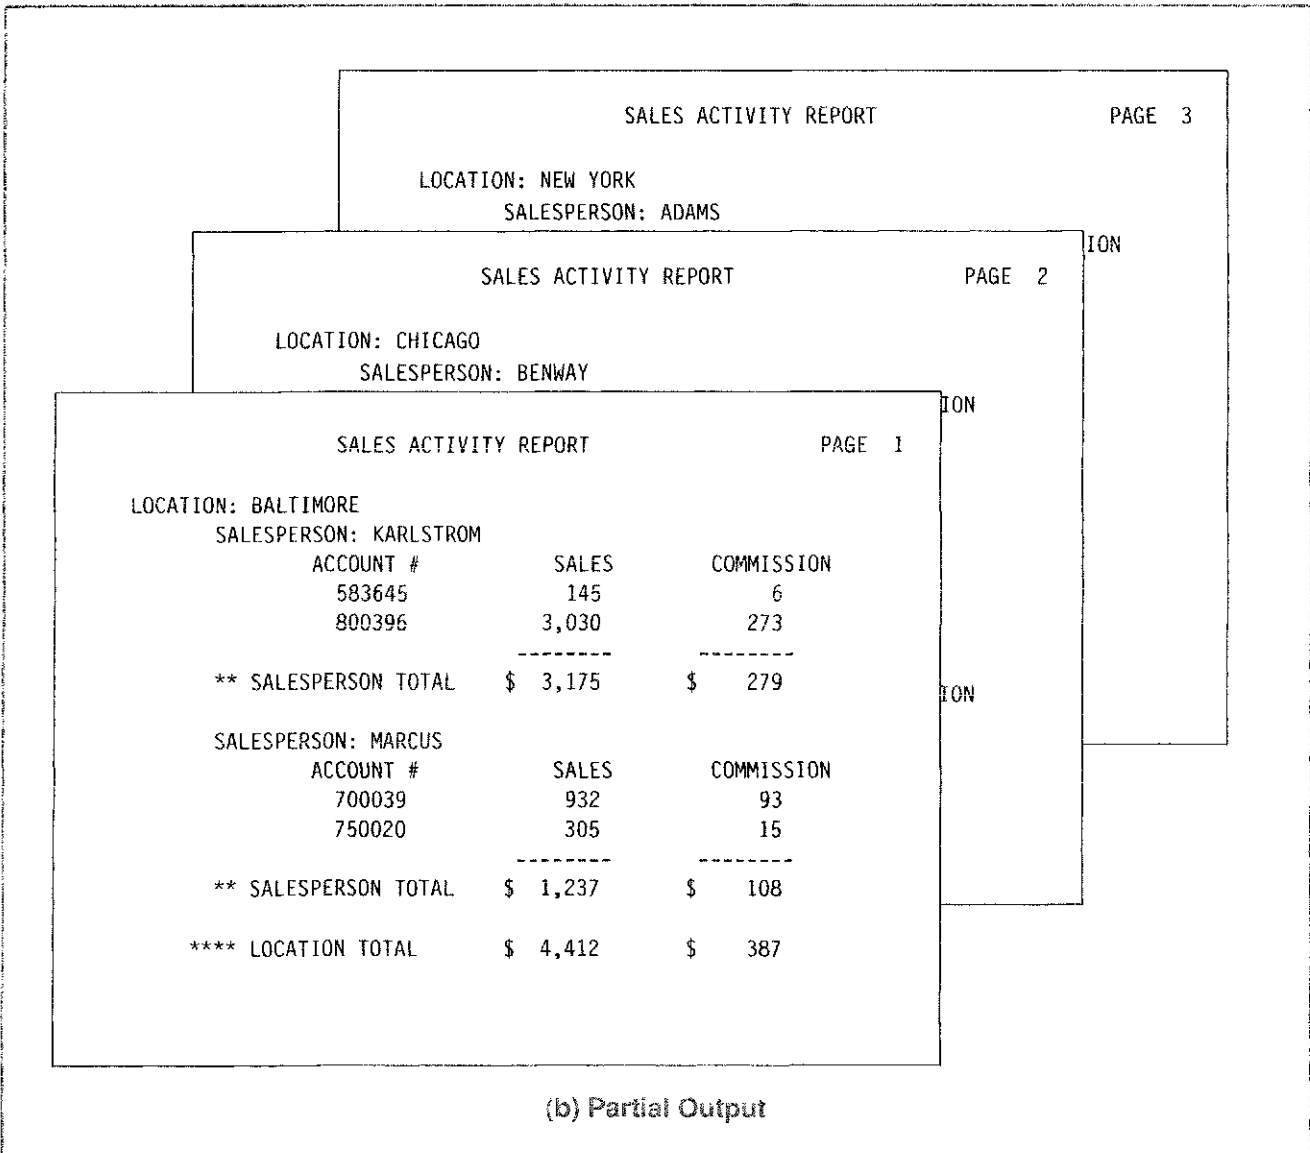 SALES ACTIVITY REPORT PAGE 3
LOCATION: NEW YORK
SALESPERSON: ADAMS
ION
SALES ACTIVITY REPORT PAGE 2
LOCATION: CHICAGO
SALESPERSON: BENWAY
ION
ION
SALES ACTIVITY REPORT PAGE 1
LOCATION: BALTIMORE
SALESPERSON: KARLSTROM
ACCOUNT # SALES COMMISSION
583645 145 6
800396 3,030 273
-------- --------
** SALESPERSON TOTAL $ 3,175 $ 279
SALESPERSON: MARCUS
ACCOUNT # SALES COMMISSION
700039 932 93
750020 305 15
-------- --------
** SALESPERSON TOTAL $ 1,237 $ 108
**** LOCATION TOTAL $ 4,412 $ 387
(b) Partial Output